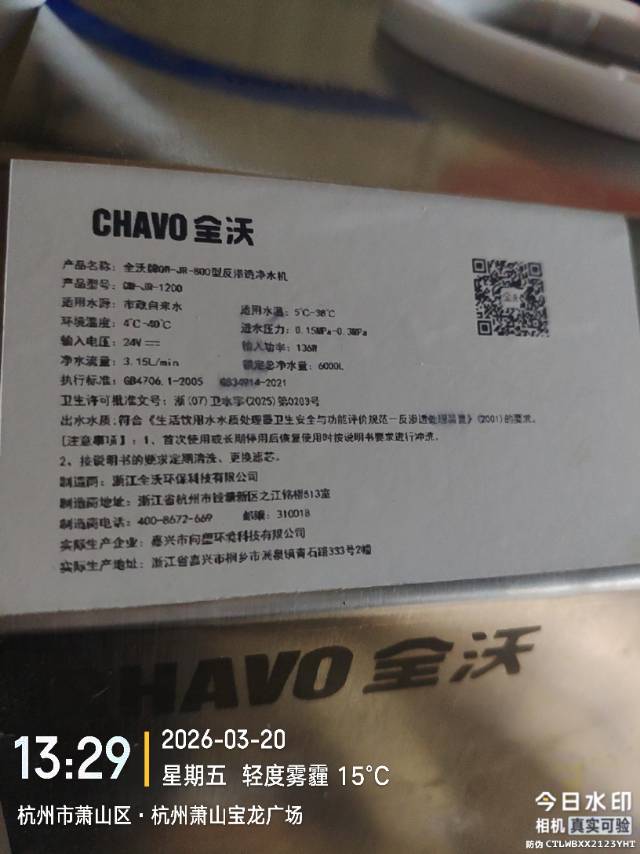 CHAVO 全沃
产品名称: 全沃牌QW-JR-800型反渗透净水机
产品型号: QW-JR-1200
适用水源: 市政自来水 适用水温: 5℃-38℃
环境温度: 4℃-40℃ 进水压力: 0.15MPa-0.3MPa
输入电压: 24V 输入功率: 136W
净水流量: 3.15L/min 额定总净水量: 6000L
执行标准: GB4706.1-2005 GB34914-2021
卫生许可批准文号: 浙(07)卫水字(2025)第0203号
出水水质:符合《生活饮用水水质处理器卫生安全与功能评价规范—反渗透处理装置》(2001)的要求。
[注意事项]: 1、首次使用或长期停用后恢复使用时按说明书要求进行冲洗。
2、按说明书的要求定期清洗、更换滤芯。
制造商: 浙江全沃环保科技有限公司
制造商地址: 浙江省杭州市钱塘新区之江铭楼513室
制造商电话: 400-8672-669 邮编: 310018
实际生产企业: 嘉兴市 环境科技有限公司
实际生产地址: 浙江省嘉兴市桐乡市洲泉镇青石路333号2幢
CHAVO 全沃
13:29
2026-03-20
星期五 轻度雾霾 15℃
杭州市萧山区·杭州萧山宝龙广场
今日水印
相机 真实可验
防伪 CTLWBXX2123YHT